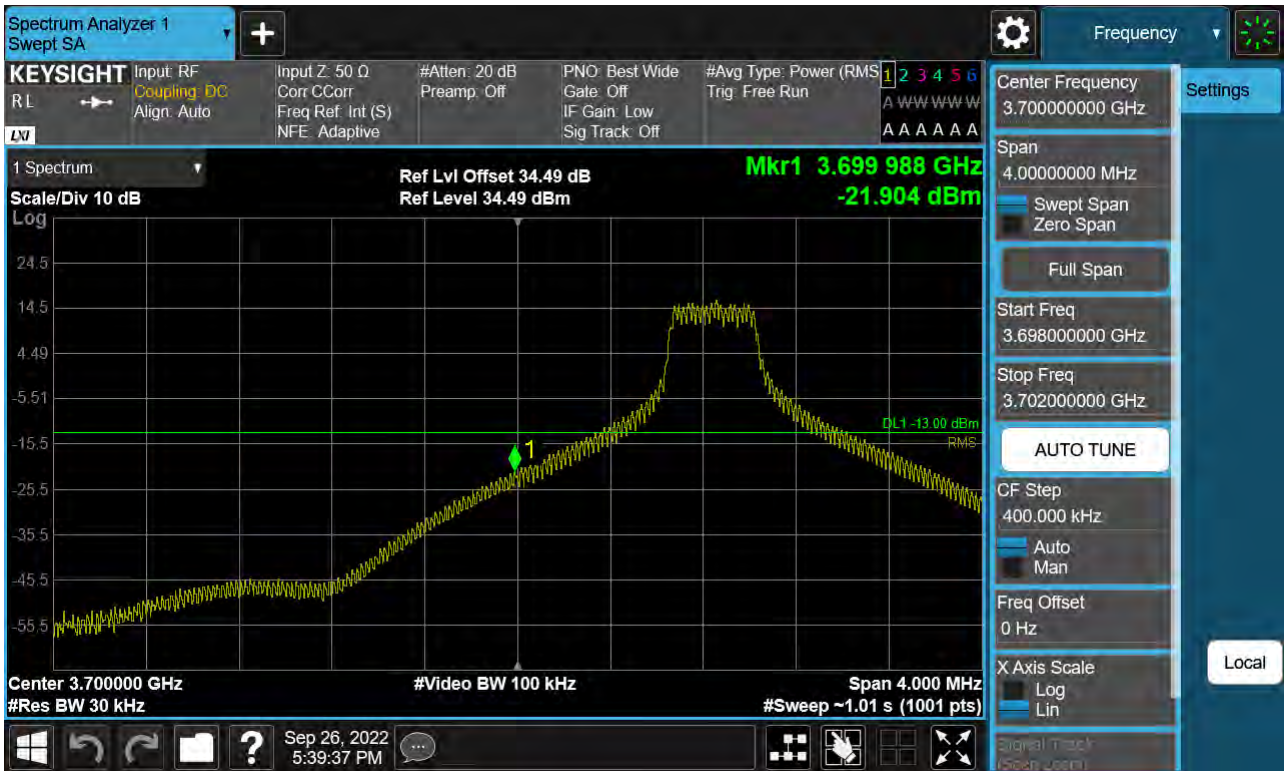 Spectrum Analyzer 1
Swept SA
Frequency
KEYSIGHT
R L
LXI
Input: RF
Coupling: DC
Align: Auto
Input Z: 50 Ω
Corr CCorr
Freq Ref: Int (S)
NFE: Adaptive
#Atten: 20 dB
Preamp: Off
PNO: Best Wide
Gate: Off
IF Gain: Low
Sig Track: Off
#Avg Type: Power (RMS
Trig: Free Run
1 2 3 4 5 6
A W W W W W
A A A A A A
1 Spectrum
Scale/Div 10 dB
Log
Ref Lvl Offset 34.49 dB
Ref Level 34.49 dBm
Mkr1 3.699 988 GHz
-21.904 dBm
24.5
14.5
4.49
-5.51
-15.5
-25.5
-35.5
-45.5
-55.5
1
DL1 -13.00 dBm
RMS
Center 3.700000 GHz
#Res BW 30 kHz
#Video BW 100 kHz
Span 4.000 MHz
#Sweep ~1.01 s (1001 pts)
Sep 26, 2022
5:39:37 PM
Center Frequency
3.700000000 GHz
Settings
Span
4.00000000 MHz
Swept Span
Zero Span
Full Span
Start Freq
3.698000000 GHz
Stop Freq
3.702000000 GHz
AUTO TUNE
CF Step
400.000 kHz
Auto
Man
Freq Offset
0 Hz
X Axis Scale
Log
Lin
Local
Signal Track
(Span Zoom)